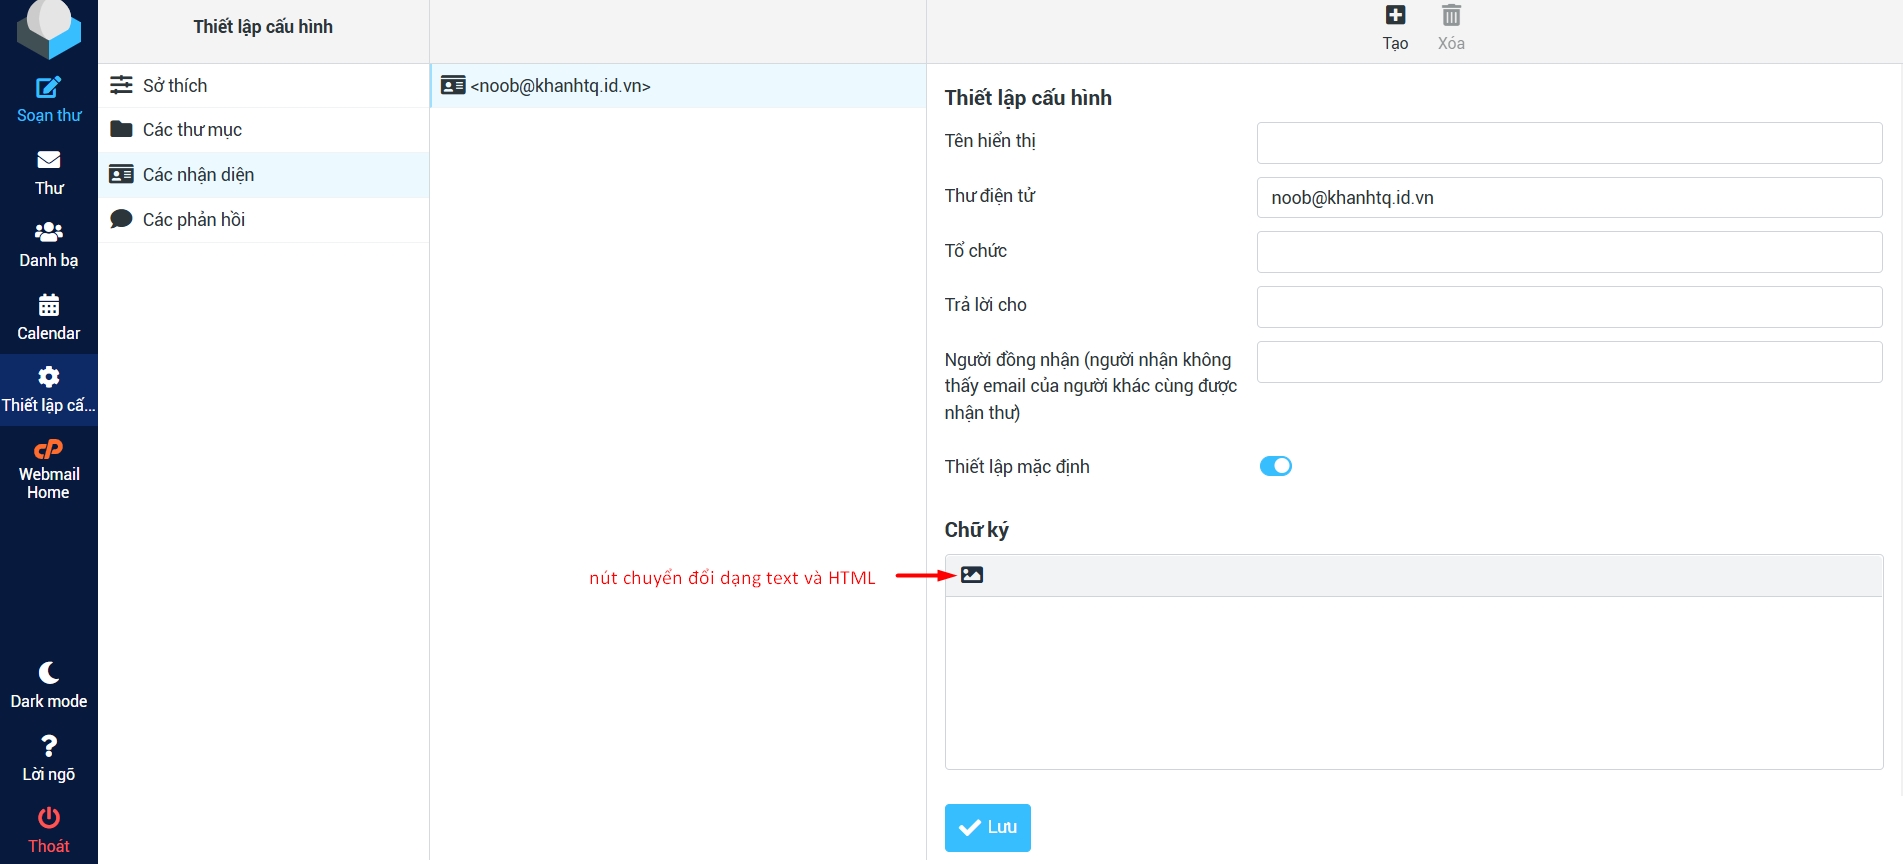 Soạn thư
Thư
Danh bạ
Calendar
Thiết lập cấ...
Webmail
Home
Dark mode
Lời ngõ
Thoát
Thiết lập cấu hình
Sở thích
Các thư mục
Các nhận diện
Các phản hồi
<noob@khanhtq.id.vn>
Tạo
Xóa
Thiết lập cấu hình
Tên hiển thị
Thư điện tử
noob@khanhtq.id.vn
Tổ chức
Trả lời cho
Người đồng nhận (người nhận không
thấy email của người khác cùng được
nhận thư)
Thiết lập mặc định
Chữ ký
nút chuyển đổi dạng text và HTML
Lưu